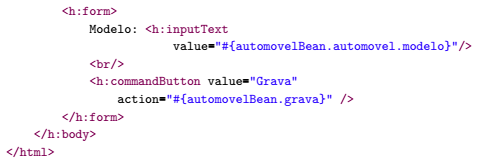 <h:form>
Modelo: <h:inputText
value="#{automovelBean.automovel.modelo}"/>
<br/>
<h:commandButton value="Grava"
action="#{automovelBean.grava}" />
</h:form>
</h:body>
</html>